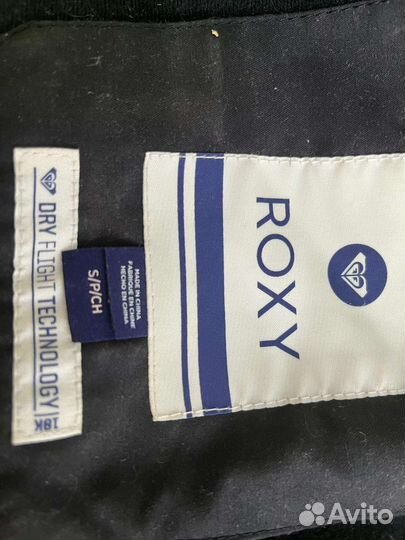 ROXY
S/P/CH
MADE IN CHINA
FABRIQUÉ EN CHINE
HECHO EN CHINA
DRY FLIGHT TECHNOLOGY 10K
Avito